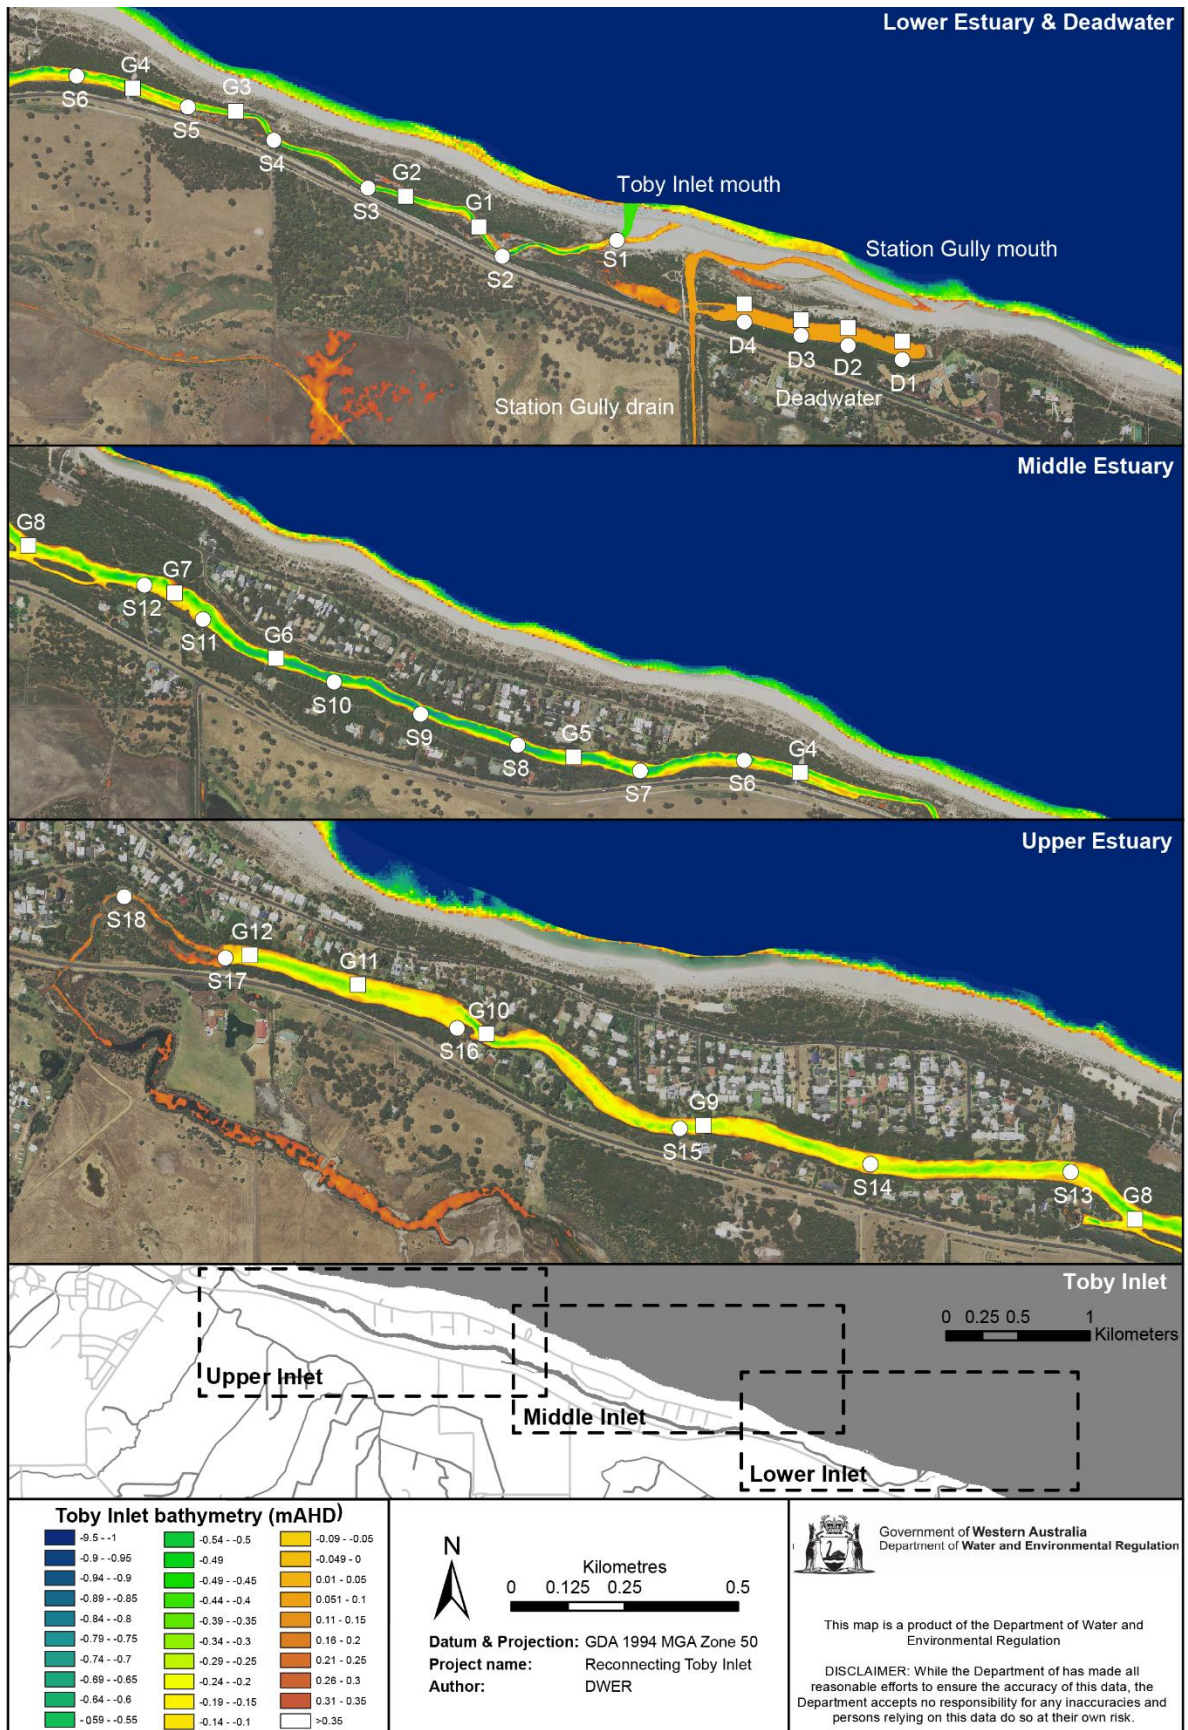 Lower Estuary & Deadwater
S6
G4
S5
G3
S4
S3
G2
G1
S2
Toby Inlet mouth
S1
Station Gully mouth
D4
D3
D2
D1
Deadwater
Station Gully drain
Middle Estuary
G8
S12
G7
S11
G6
S10
S9
S8
G5
S7
S6
G4
Upper Estuary
S18
S17
G12
G11
G10
S16
G9
S15
S14
S13
G8
Toby Inlet
0 0.25 0.5 1
Kilometers
Upper Inlet
Middle Inlet
Lower Inlet
Toby Inlet bathymetry (mAHD)
-9.5 - -1
-0.9 - -0.95
-0.94 - -0.9
-0.89 - -0.85
-0.84 - -0.8
-0.79 - -0.75
-0.74 - -0.7
-0.69 - -0.65
-0.64 - -0.6
-059 - -0.55
-0.54 - -0.5
-0.49
-0.49 - -0.45
-0.44 - -0.4
-0.39 - -0.35
-0.34 - -0.3
-0.29 - -0.25
-0.24 - -0.2
-0.19 - -0.15
-0.14 - -0.1
-0.09 - -0.05
-0.049 - 0
0.01 - 0.05
0.051 - 0.1
0.11 - 0.15
0.16 - 0.2
0.21 - 0.25
0.26 - 0.3
0.31 - 0.35
>0.35
N
Kilometres
0 0.125 0.25 0.5
Datum & Projection: GDA 1994 MGA Zone 50
Project name: Reconnecting Toby Inlet
Author: DWER
Government of Western Australia
Department of Water and Environmental Regulation
This map is a product of the Department of Water and
Environmental Regulation
DISCLAIMER: While the Department of has made all
reasonable efforts to ensure the accuracy of this data, the
Department accepts no responsibility for any inaccuracies and
persons relying on this data do so at their own risk.